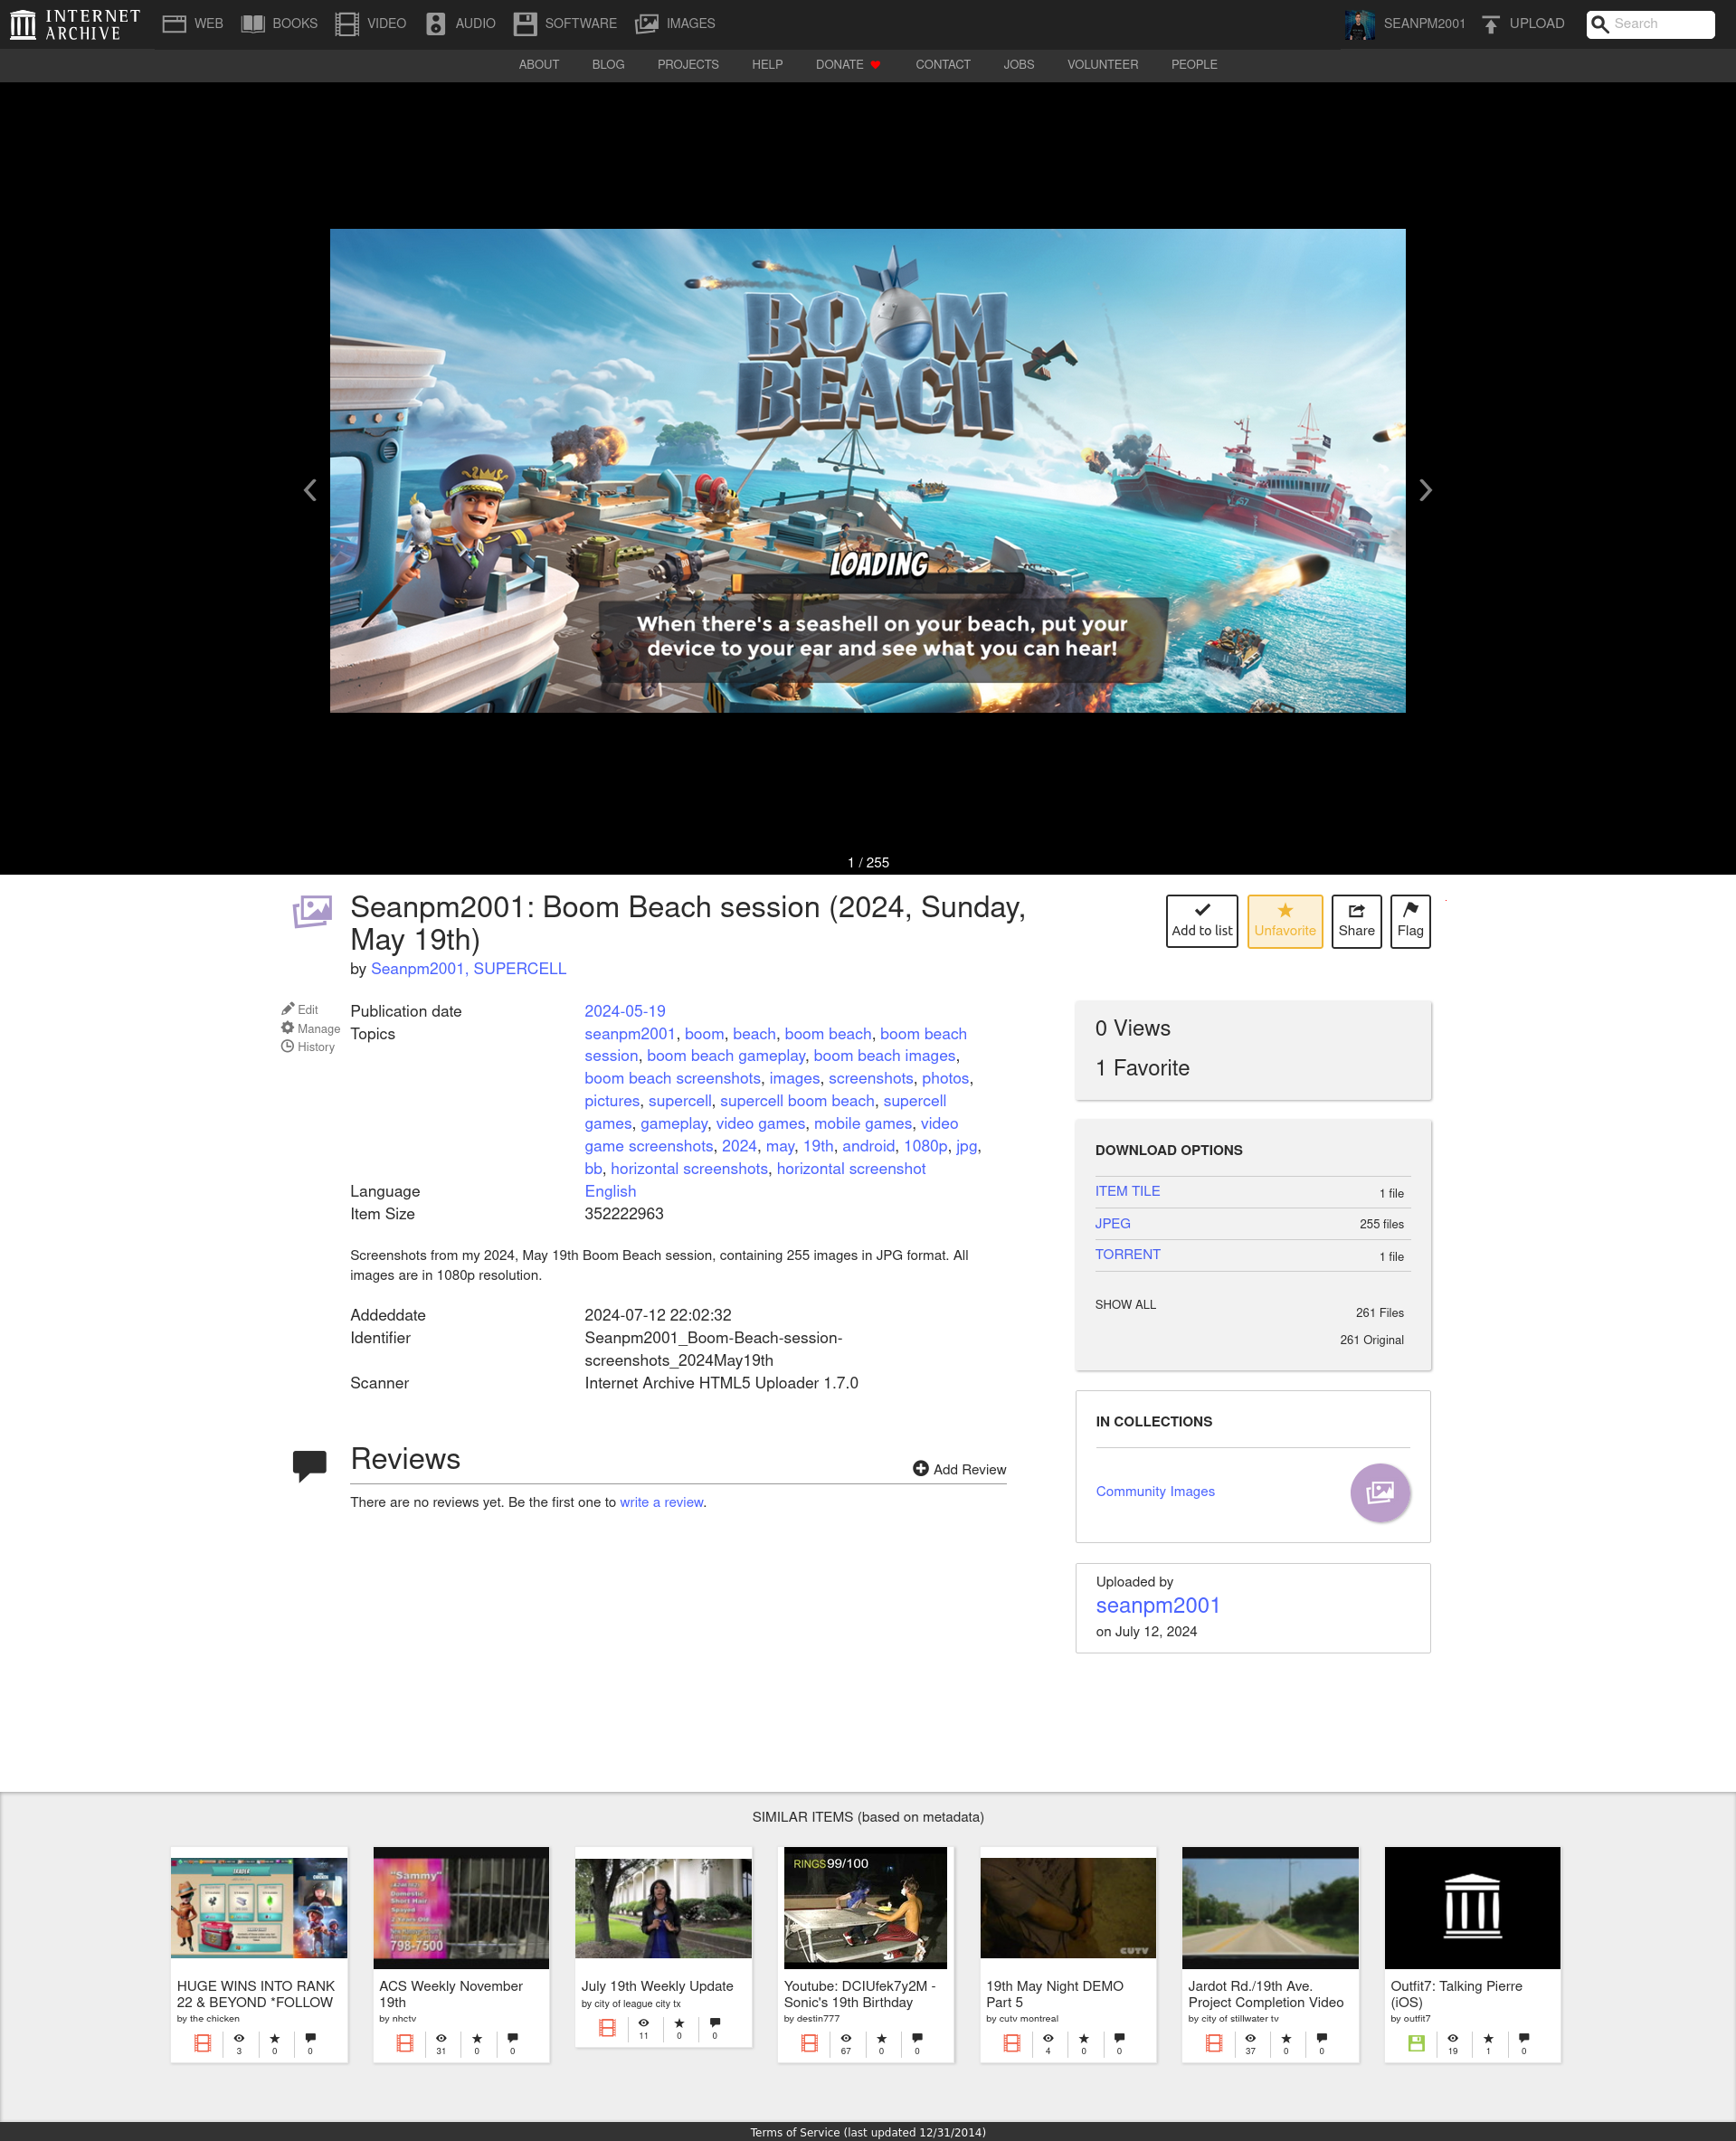 INTERNET ARCHIVE
WEB BOOKS VIDEO AUDIO SOFTWARE IMAGES
SEANPM2001 UPLOAD Search
ABOUT BLOG PROJECTS HELP DONATE CONTACT JOBS VOLUNTEER PEOPLE
BOOM
BEACH
LOADING
When there's a seashell on your beach, put your
device to your ear and see what you can hear!
1 / 255
Seanpm2001: Boom Beach session (2024, Sunday,
May 19th)
by Seanpm2001, SUPERCELL
Add to list Unfavorite Share Flag
Edit
Manage
History
Publication date 2024-05-19
Topics seanpm2001, boom, beach, boom beach, boom beach
session, boom beach gameplay, boom beach images,
boom beach screenshots, images, screenshots, photos,
pictures, supercell, supercell boom beach, supercell
games, gameplay, video games, mobile games, video
game screenshots, 2024, may, 19th, android, 1080p, jpg,
bb, horizontal screenshots, horizontal screenshot
Language English
Item Size 352222963
Screenshots from my 2024, May 19th Boom Beach session, containing 255 images in JPG format. All
images are in 1080p resolution.
Addeddate 2024-07-12 22:02:32
Identifier Seanpm2001_Boom-Beach-session-
screenshots_2024May19th
Scanner Internet Archive HTML5 Uploader 1.7.0
Reviews
Add Review
There are no reviews yet. Be the first one to write a review.
0 Views
1 Favorite
DOWNLOAD OPTIONS
ITEM TILE 1 file
JPEG 255 files
TORRENT 1 file
SHOW ALL 261 Files
261 Original
IN COLLECTIONS
Community Images
Uploaded by
seanpm2001
on July 12, 2024
SIMILAR ITEMS (based on metadata)
HUGE WINS INTO RANK
22 & BEYOND *FOLLOW
by the chicken
3 0 0
"Sammy"
Domestic
Short Hair
Spayed
798-7500
ACS Weekly November
19th
by nhctv
31 0 0
July 19th Weekly Update
by city of league city tx
11 0 0
RINGS 99/100
Youtube: DCIUfek7y2M -
Sonic's 19th Birthday
by destin777
67 0 0
CUTV
19th May Night DEMO
Part 5
by cutv montreal
4 0 0
Jardot Rd./19th Ave.
Project Completion Video
by city of stillwater tv
37 0 0
Outfit7: Talking Pierre
(iOS)
by outfit7
19 1 0
Terms of Service (last updated 12/31/2014)